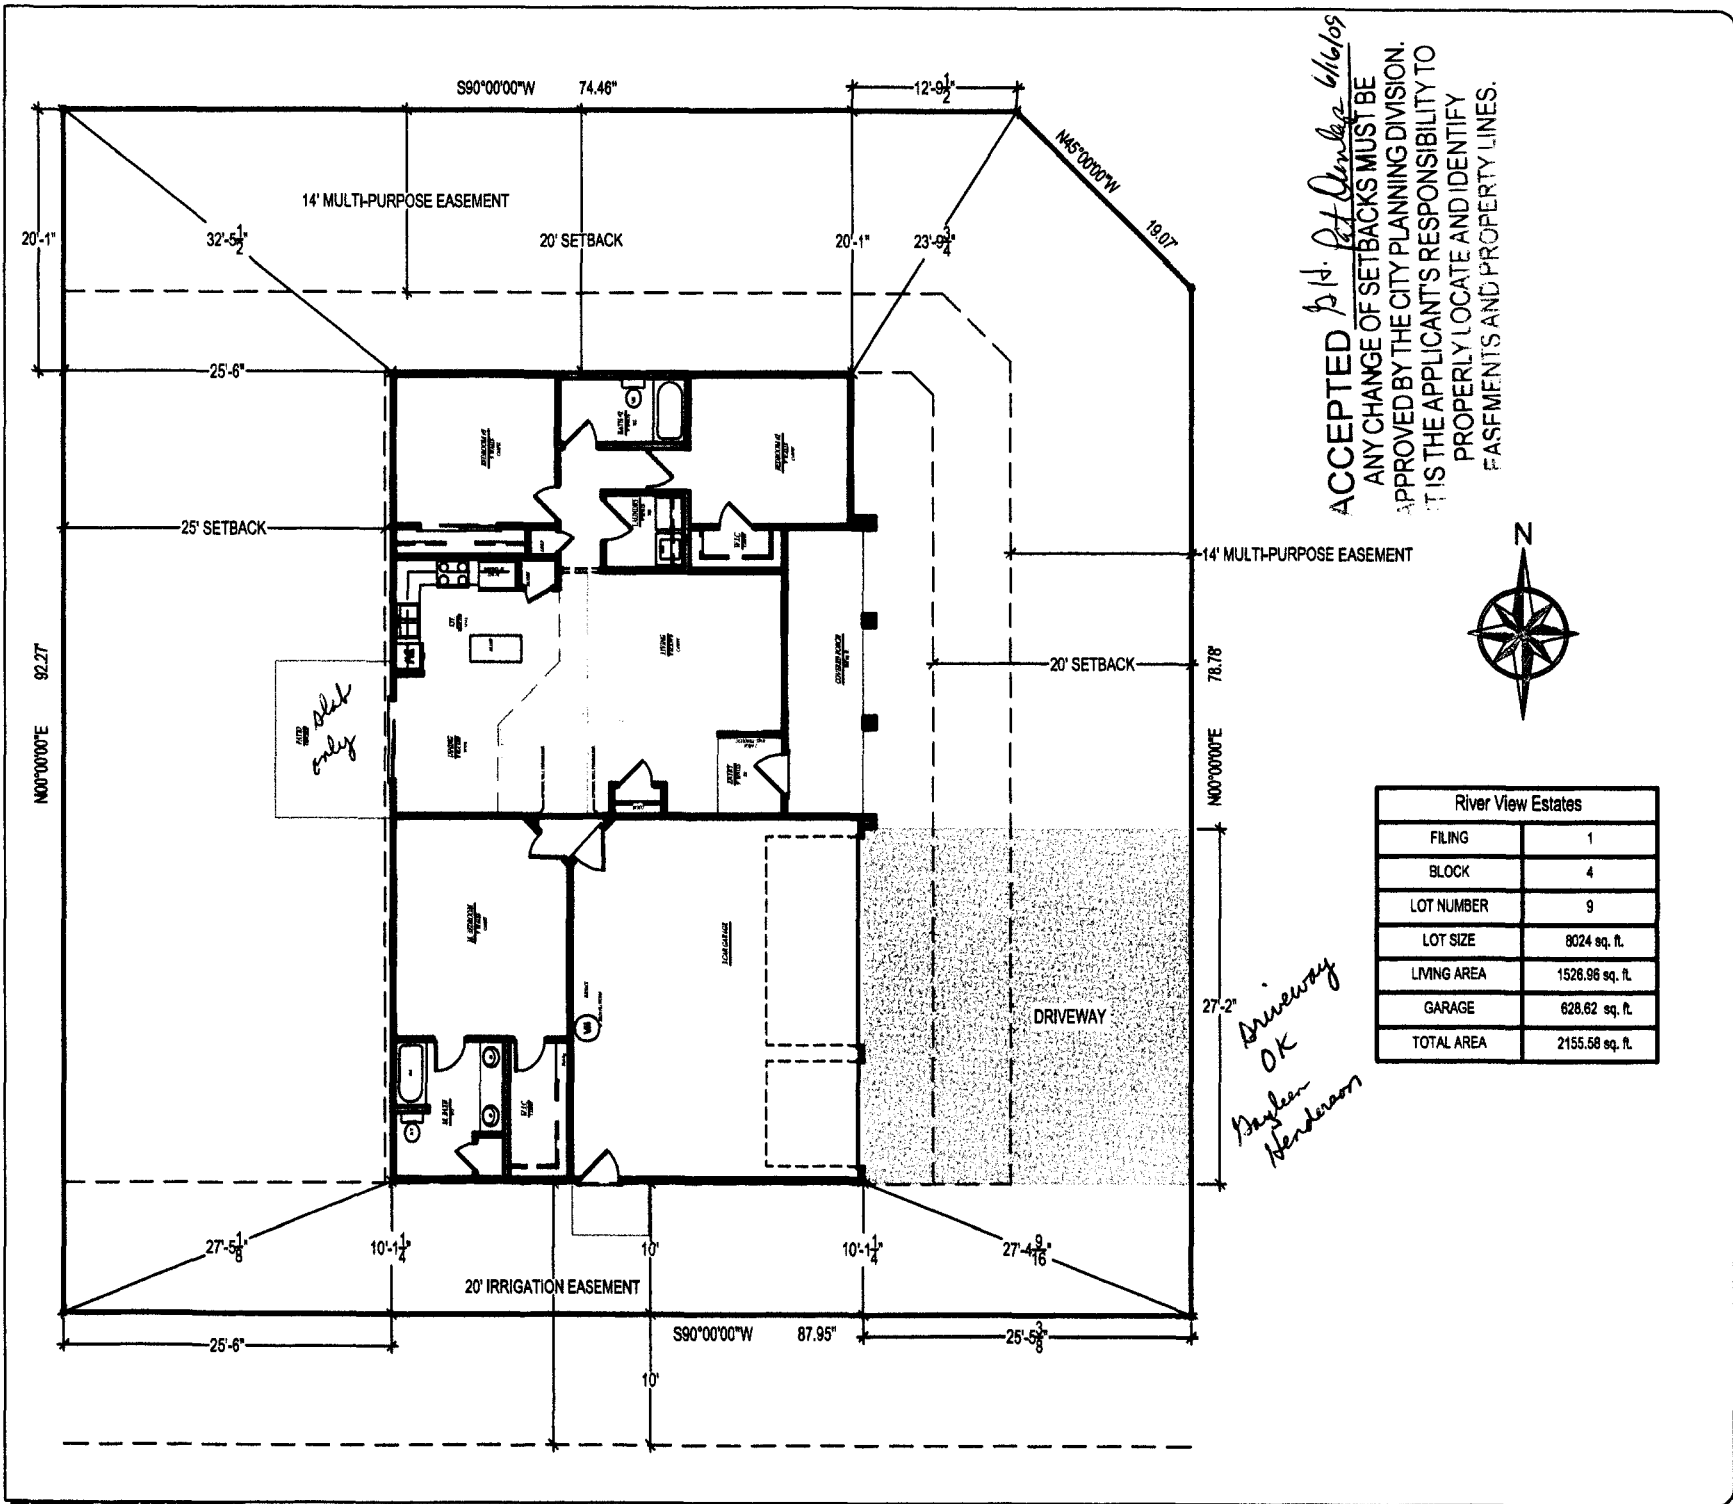 S90°00'00"W 74.46"
12'-9 1/2"
N45°00'00"W
19.07'
20'-1"
32'-5 1/2"
14' MULTI-PURPOSE EASEMENT
20' SETBACK
20'-1"
23'-9 3/4"
25'-6"
25' SETBACK
14' MULTI-PURPOSE EASEMENT
20' SETBACK
N00°00'00"E 92.27'
N00°00'00"E 78.78'
slab
only
COVERED PORCH
DRIVEWAY
27'-2"
Driveway
OK
Gayleen
Henderson
27'-5 1/8"
10'-1 1/4"
10'
10'-1 1/4"
27'-4 9/16"
20' IRRIGATION EASEMENT
25'-6"
S90°00'00"W 87.95"
25'-5 3/8"
10'
ACCEPTED 6/16/09
ANY CHANGE OF SETBACKS MUST BE
APPROVED BY THE CITY PLANNING DIVISION.
IT IS THE APPLICANT'S RESPONSIBILITY TO
PROPERLY LOCATE AND IDENTIFY
EASEMENTS AND PROPERTY LINES.
N
River View Estates
FILING 1
BLOCK 4
LOT NUMBER 9
LOT SIZE 8024 sq. ft.
LIVING AREA 1526.96 sq. ft.
GARAGE 628.62 sq. ft.
TOTAL AREA 2155.58 sq. ft.